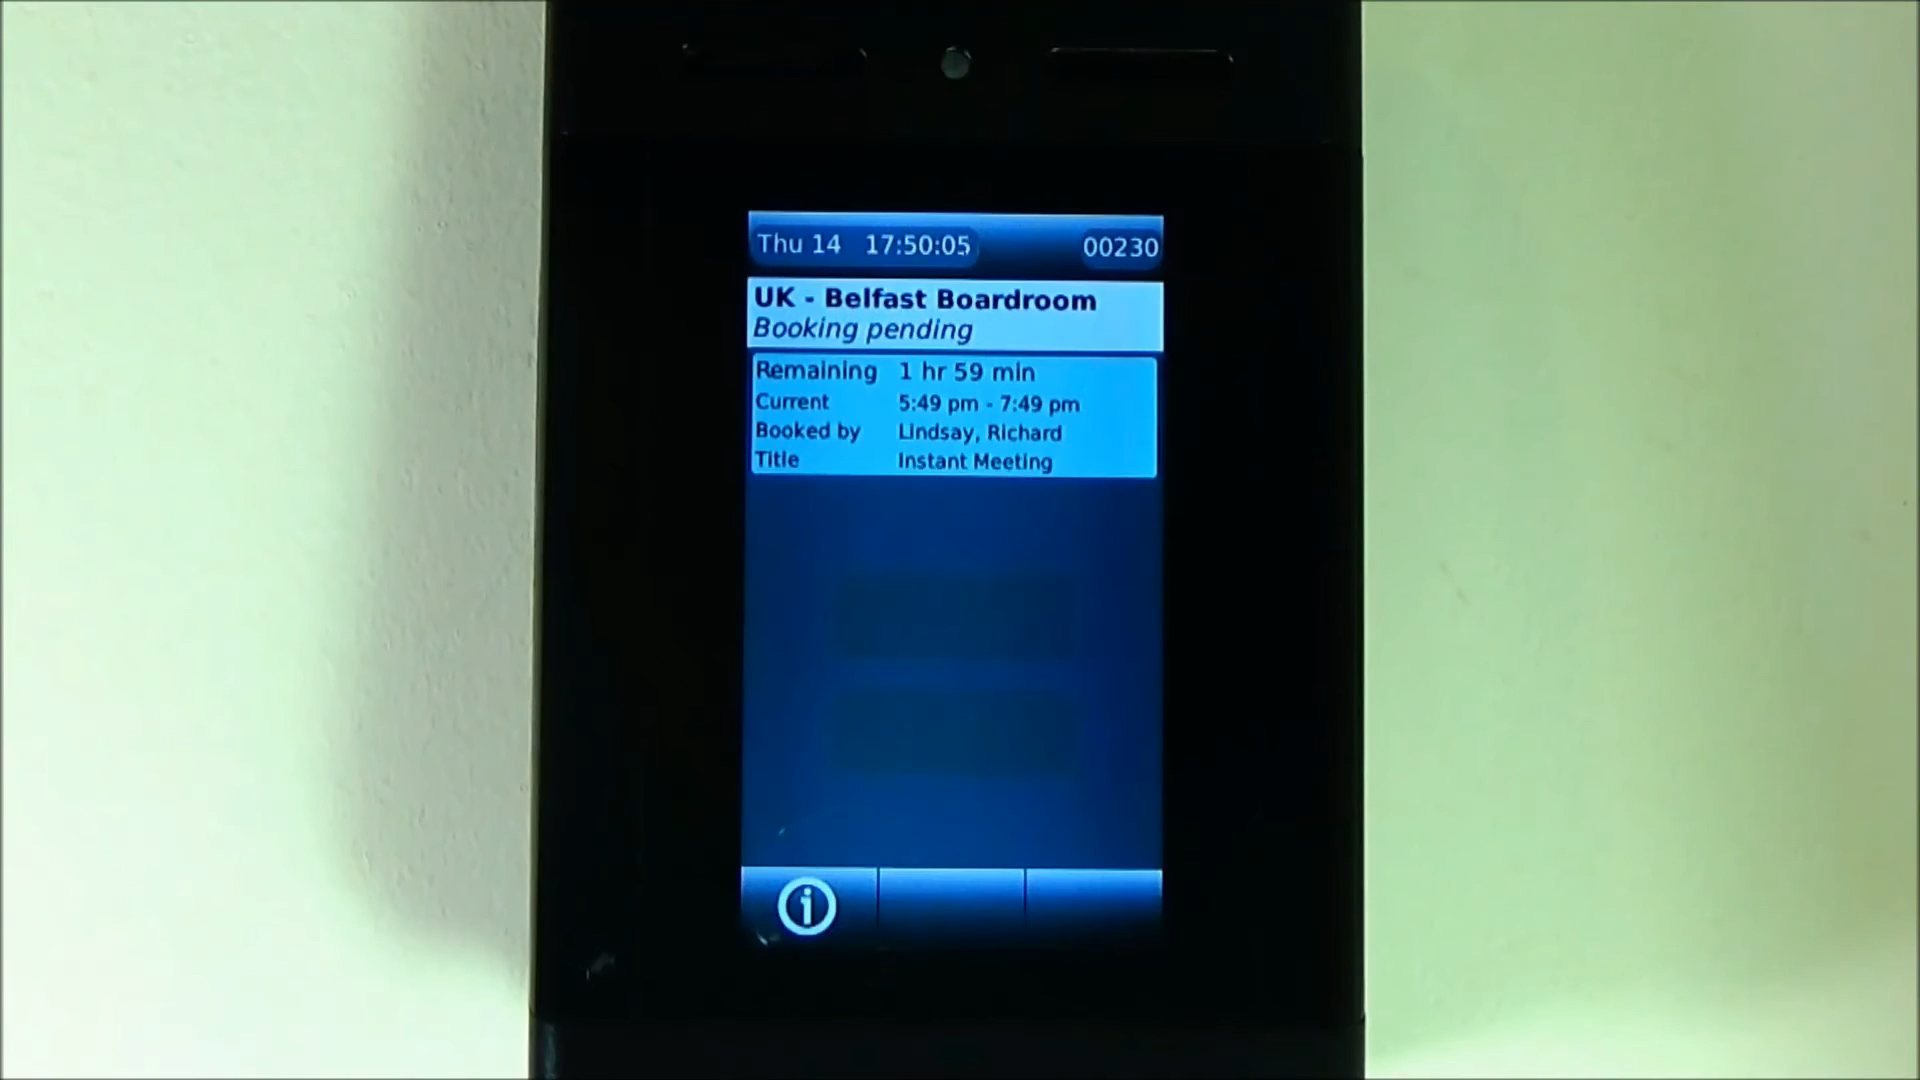 Thu 14 17:50:05 00230
UK - Belfast Boardroom
Booking pending
Remaining 1 hr 59 min
Current 5:49 pm - 7:49 pm
Booked by Lindsay, Richard
Title Instant Meeting